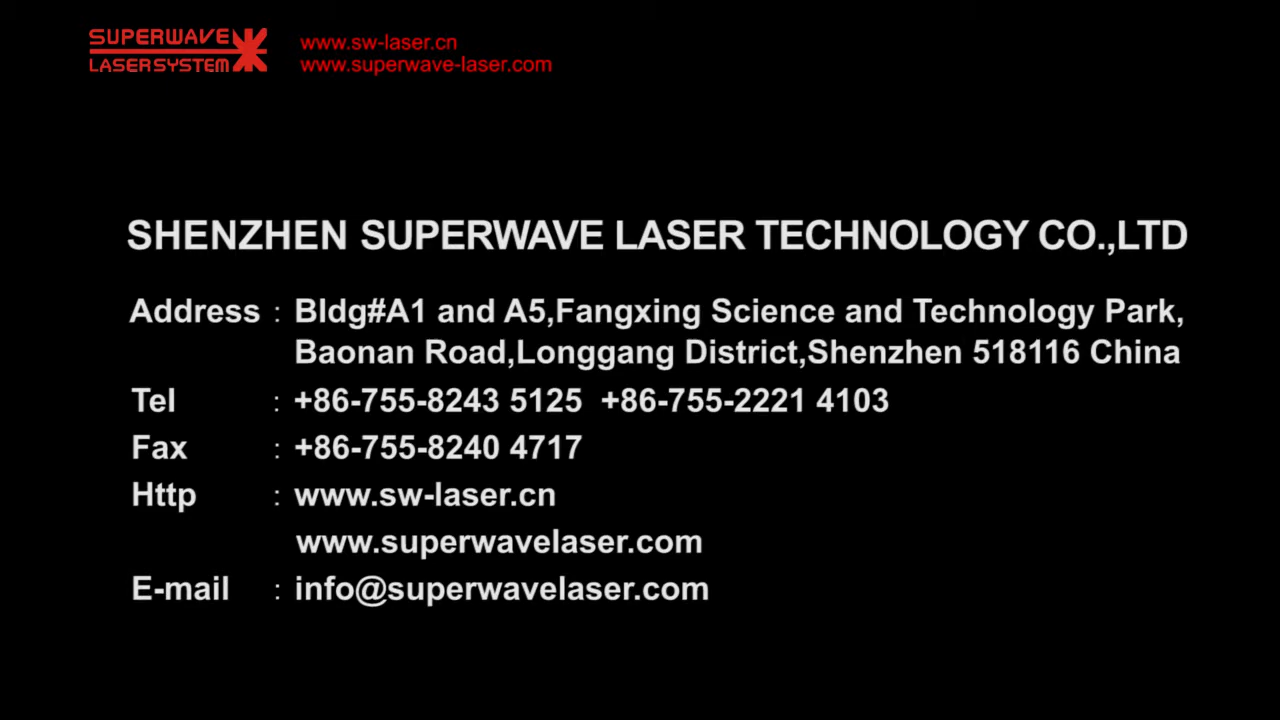 SUPERWAVE
LASERSYSTEM
www.sw-laser.cn
www.superwave-laser.com
SHENZHEN SUPERWAVE LASER TECHNOLOGY CO.,LTD
Address : Bldg#A1 and A5,Fangxing Science and Technology Park,
Baonan Road,Longgang District,Shenzhen 518116 China
Tel : +86-755-8243 5125 +86-755-2221 4103
Fax : +86-755-8240 4717
Http : www.sw-laser.cn
www.superwavelaser.com
E-mail : info@superwavelaser.com